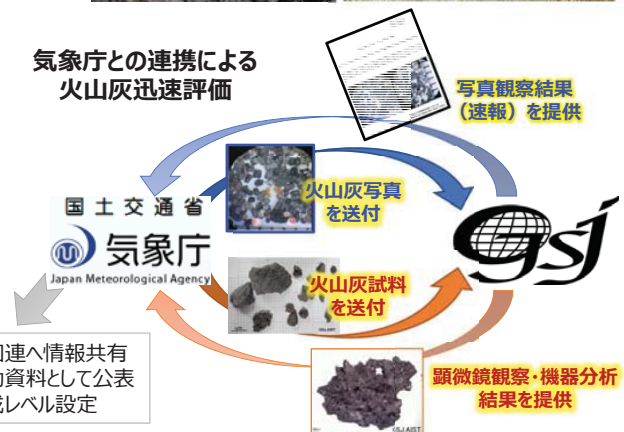 気象庁との連携による
火山灰迅速評価
写真観察結果
（速報）を提供
火山灰写真
を送付
国土交通省
気象庁
Japan Meteorological Agency
GSJ
火山灰試料
を送付
連へ情報共有
資料として公表
レベル設定
顕微鏡観察・機器分析
結果を提供
GSJ AIST